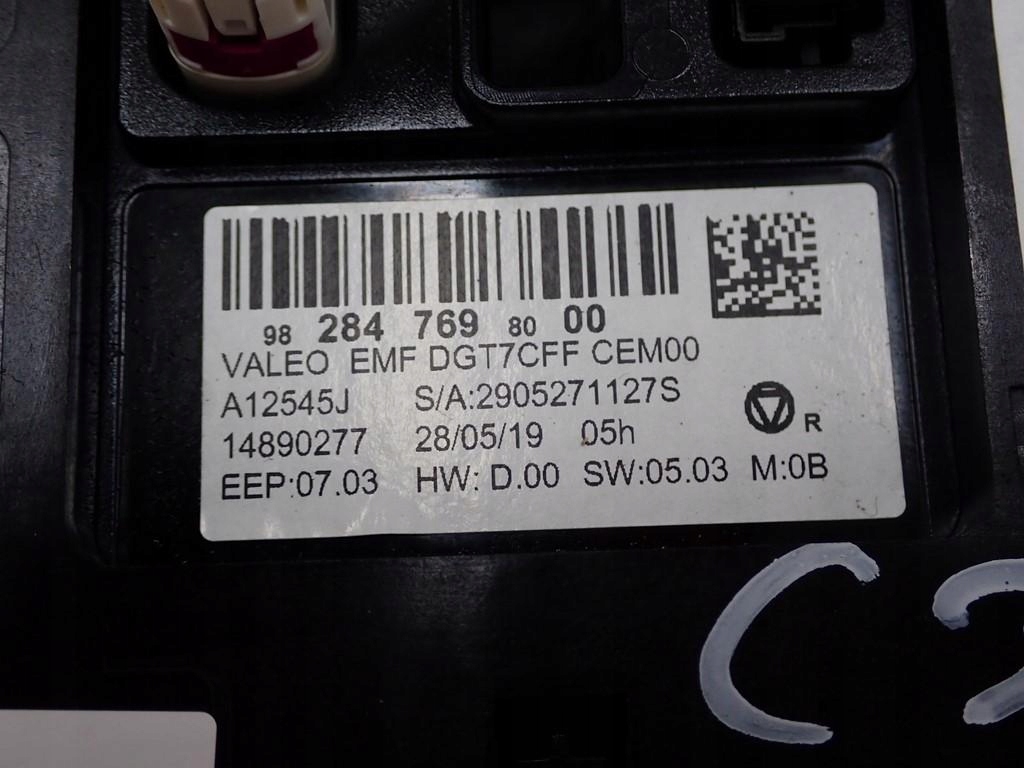 98 284 769 80 00
VALEO EMF DGT7CFF CEM00
A12545J S/A:2905271127S
14890277 28/05/19 05h R
EEP:07.03 HW: D.00 SW:05.03 M:0B